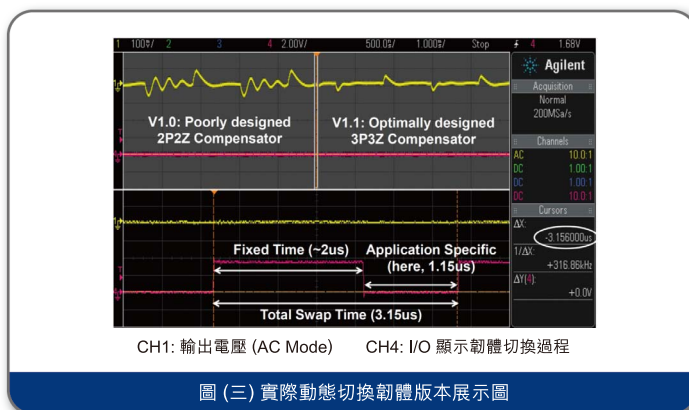 1 100%/ 2 3 4 2.00V/ 500.0%/ 1.000%/ Stop 4 1.68V
Agilent
Acquisition
Normal
200MSa/s
Channels
AC 10.0:1
DC 1.00:1
DC 1.00:1
DC 10.0:1
Cursors
ΔX:
-3.156000us
1/ΔX:
+316.86kHz
ΔY(4):
+0.0V
V1.0: Poorly designed
2P2Z Compensator
V1.1: Optimally designed
3P3Z Compensator
Fixed Time (~2us)
Application Specific
(here, 1.15us)
Total Swap Time (3.15us)
CH1: 輸出電壓 (AC Mode) CH4: I/O 顯示韌體切換過程
圖 (三) 實際動態切換韌體版本展示圖